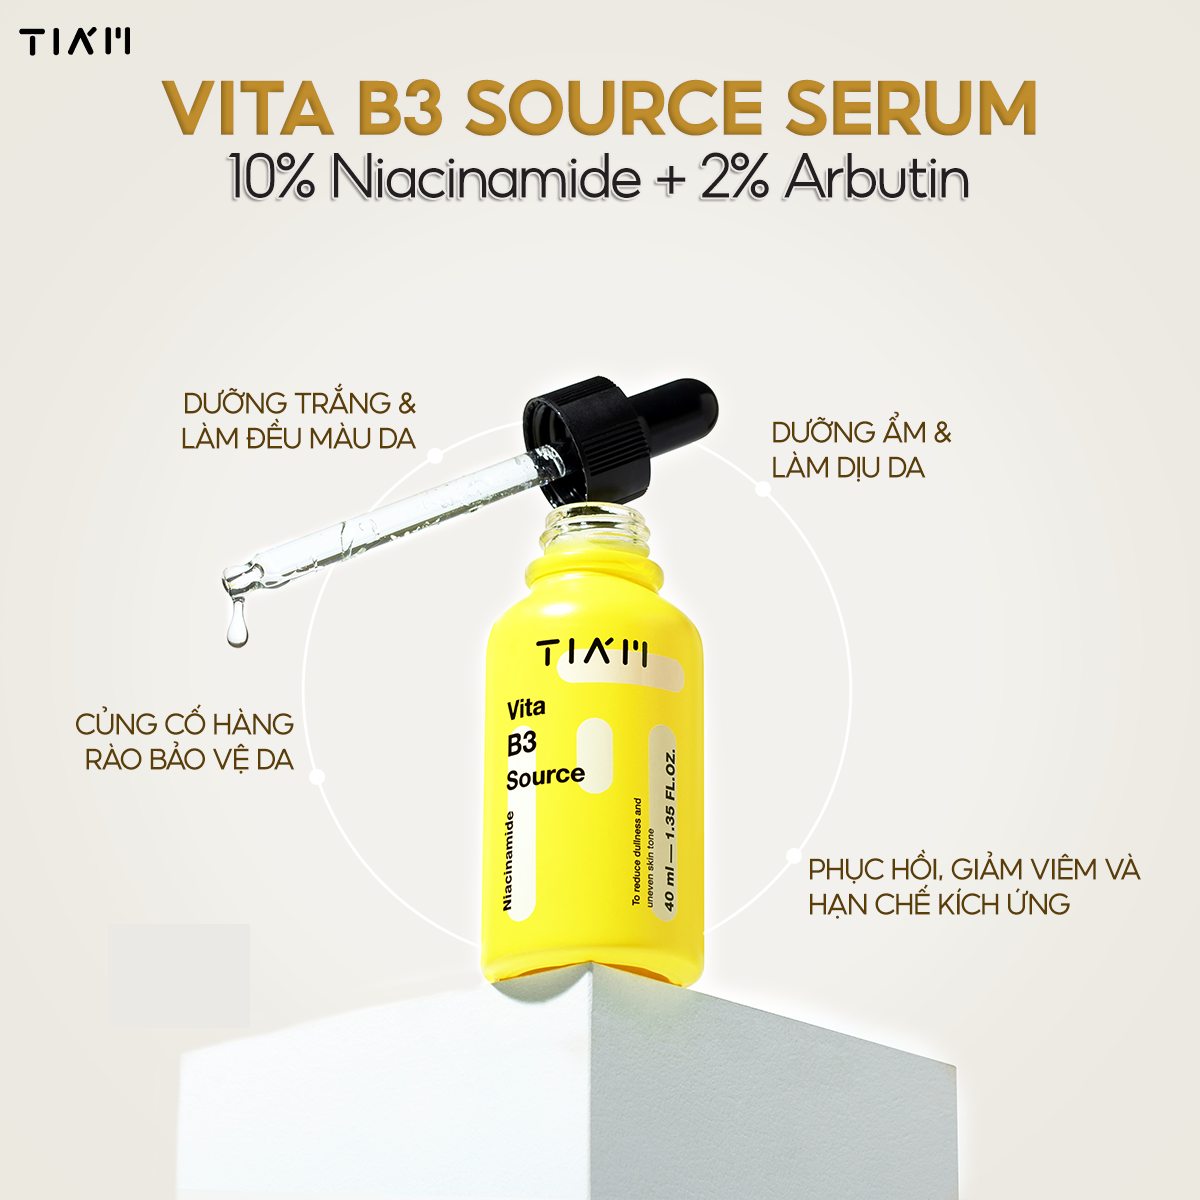 TIA'M
VITA B3 SOURCE SERUM
10% Niacinamide + 2% Arbutin
DƯỠNG TRẮNG &
LÀM ĐỀU MÀU DA
DƯỠNG ẨM &
LÀM DỊU DA
TIA'M
Vita
B3
Source
Niacinamide
To reduce dullness and
uneven skin tone
40 ml — 1.35 FL.OZ.
CỦNG CỐ HÀNG
RÀO BẢO VỆ DA
PHỤC HỒI, GIẢM VIÊM VÀ
HẠN CHẾ KÍCH ỨNG